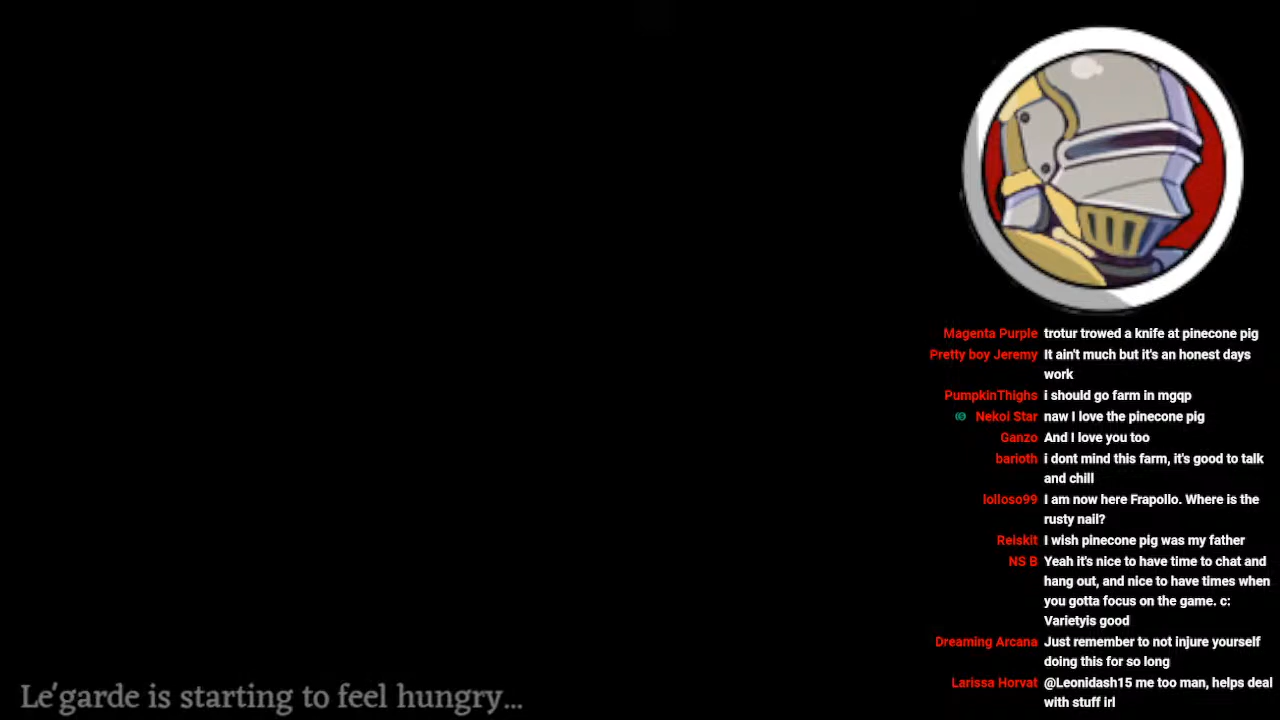 Magenta Purple trotur trowed a knife at pinecone pig
Pretty boy Jeremy It ain't much but it's an honest days
work
PumpkinThighs i should go farm in mgqp
Nekoi Star naw I love the pinecone pig
Ganzo And I love you too
barioth i dont mind this farm, it's good to talk
and chill
lolloso99 I am now here Frapollo. Where is the
rusty nail?
Reiskit I wish pinecone pig was my father
NS B Yeah it's nice to have time to chat and
hang out, and nice to have times when
you gotta focus on the game. c:
Varietyis good
Dreaming Arcana Just remember to not injure yourself
doing this for so long
Larissa Horvat @Leonidash15 me too man, helps deal
with stuff irl
Le'garde is starting to feel hungry...